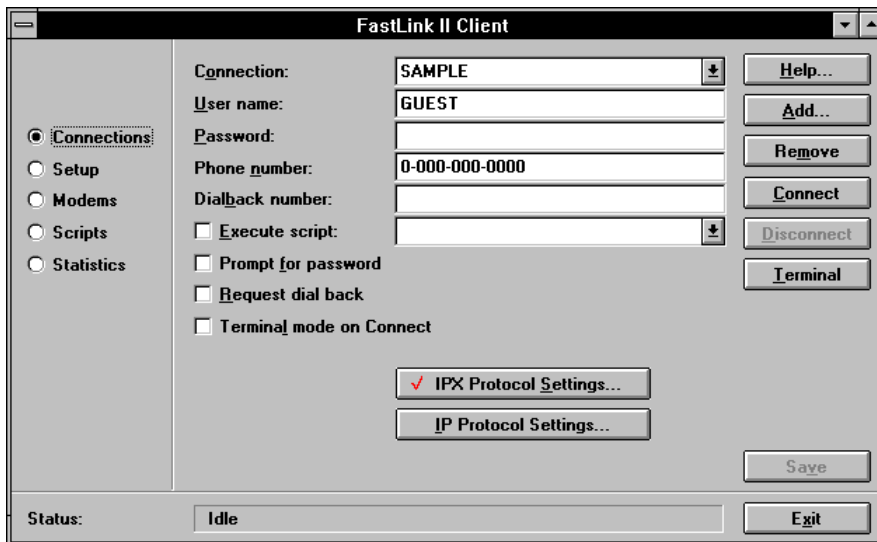 FastLink II Client
Connections
Setup
Modems
Scripts
Statistics
Connection: SAMPLE
User name: GUEST
Password:
Phone number: 0-000-000-0000
Dialback number:
Execute script:
Prompt for password
Request dial back
Terminal mode on Connect
IPX Protocol Settings...
IP Protocol Settings...
Help...
Add...
Remove
Connect
Disconnect
Terminal
Save
Status: Idle
Exit